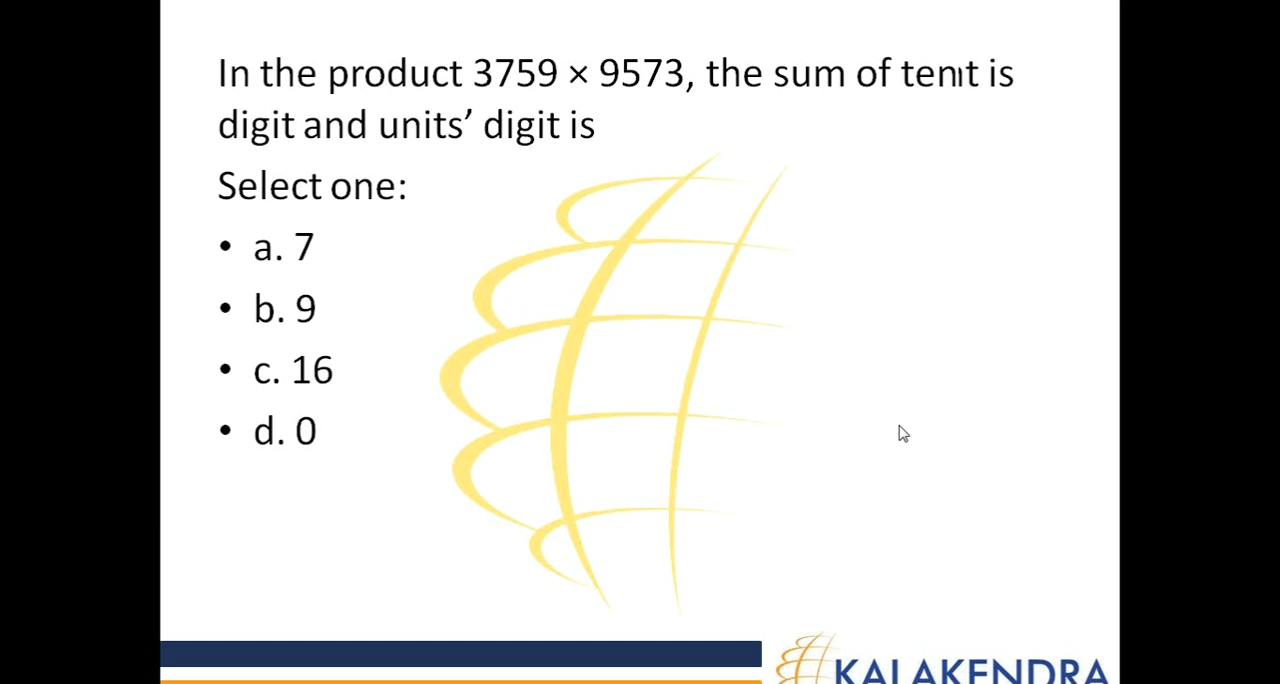 In the product 3759 × 9573, the sum of tent is
digit and units’ digit is
Select one:
• a. 7
• b. 9
• c. 16
• d. 0
KALAKENDRA